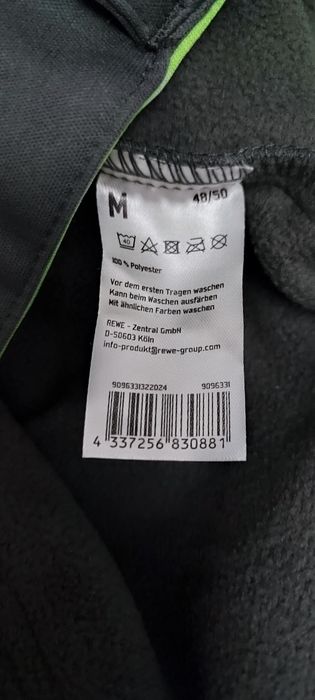 M 48/50
40
100 % Polyester
Vor dem ersten Tragen waschen
Kann beim Waschen ausfärben
Mit ähnlichen Farben waschen
REWE - Zentral GmbH
D-50603 Köln
info-produkt@rewe-group.com
9096331322024 9096331
4 337256 830881